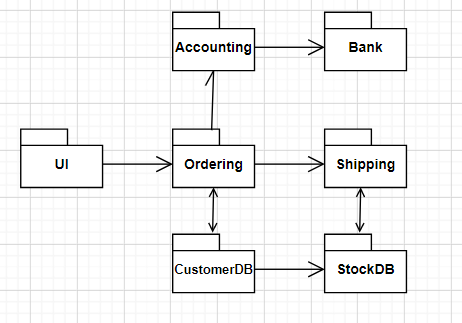 Accounting
Bank
UI
Ordering
Shipping
CustomerDB
StockDB